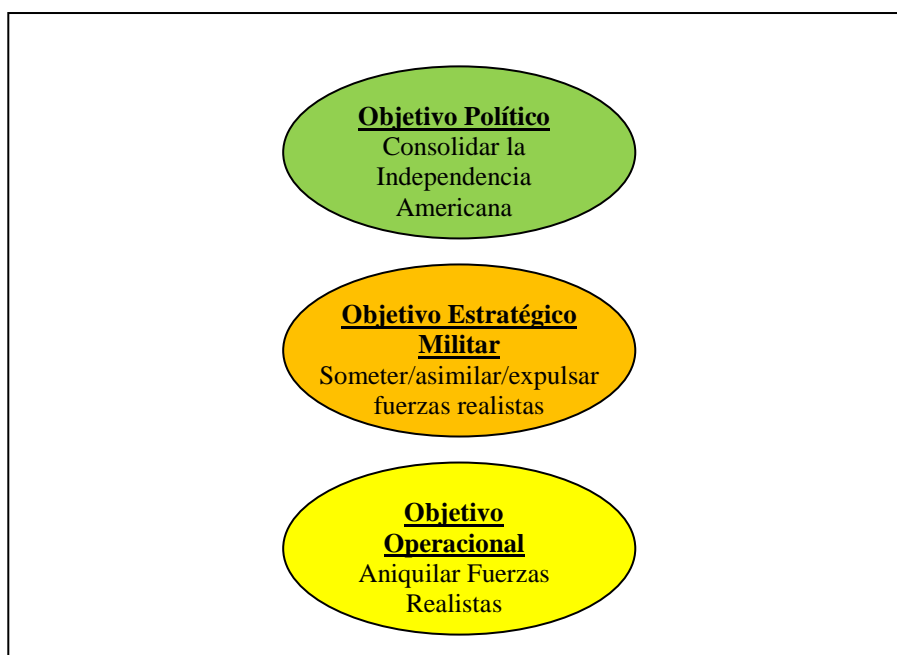 Objetivo Político
Consolidar la
Independencia
Americana
Objetivo Estratégico
Militar
Someter/asimilar/expulsar
fuerzas realistas
Objetivo
Operacional
Aniquilar Fuerzas
Realistas